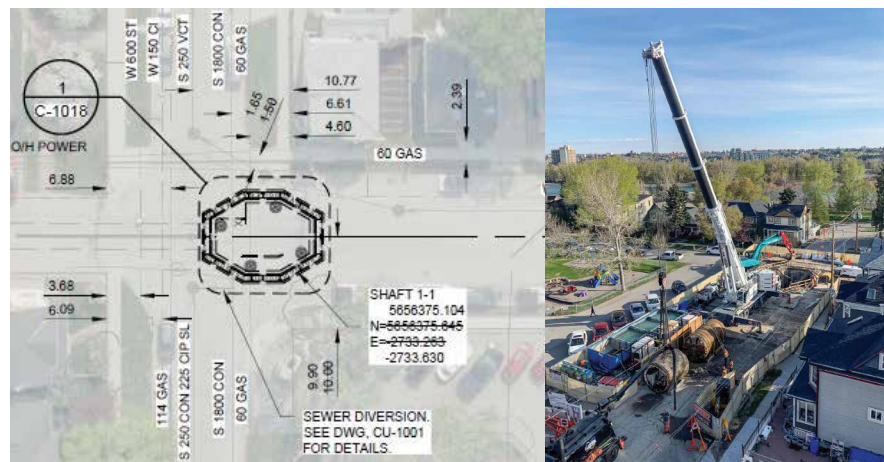 W 600 ST
W 150 CI
S 250 VCT
S 1800 CON
60 GAS
1
C-1018
O/H POWER
1.65
1.50
10.77
6.61
4.60
2.39
60 GAS
6.88
3.68
6.09
SHAFT 1-1
5656375.104
N=5656375.645
E=-2733.263
-2733.630
114 GAS
S 250 CON 225 CIP SL
S 1800 CON
60 GAS
9.90
10.00
SEWER DIVERSION.
SEE DWG, CU-1001
FOR DETAILS.